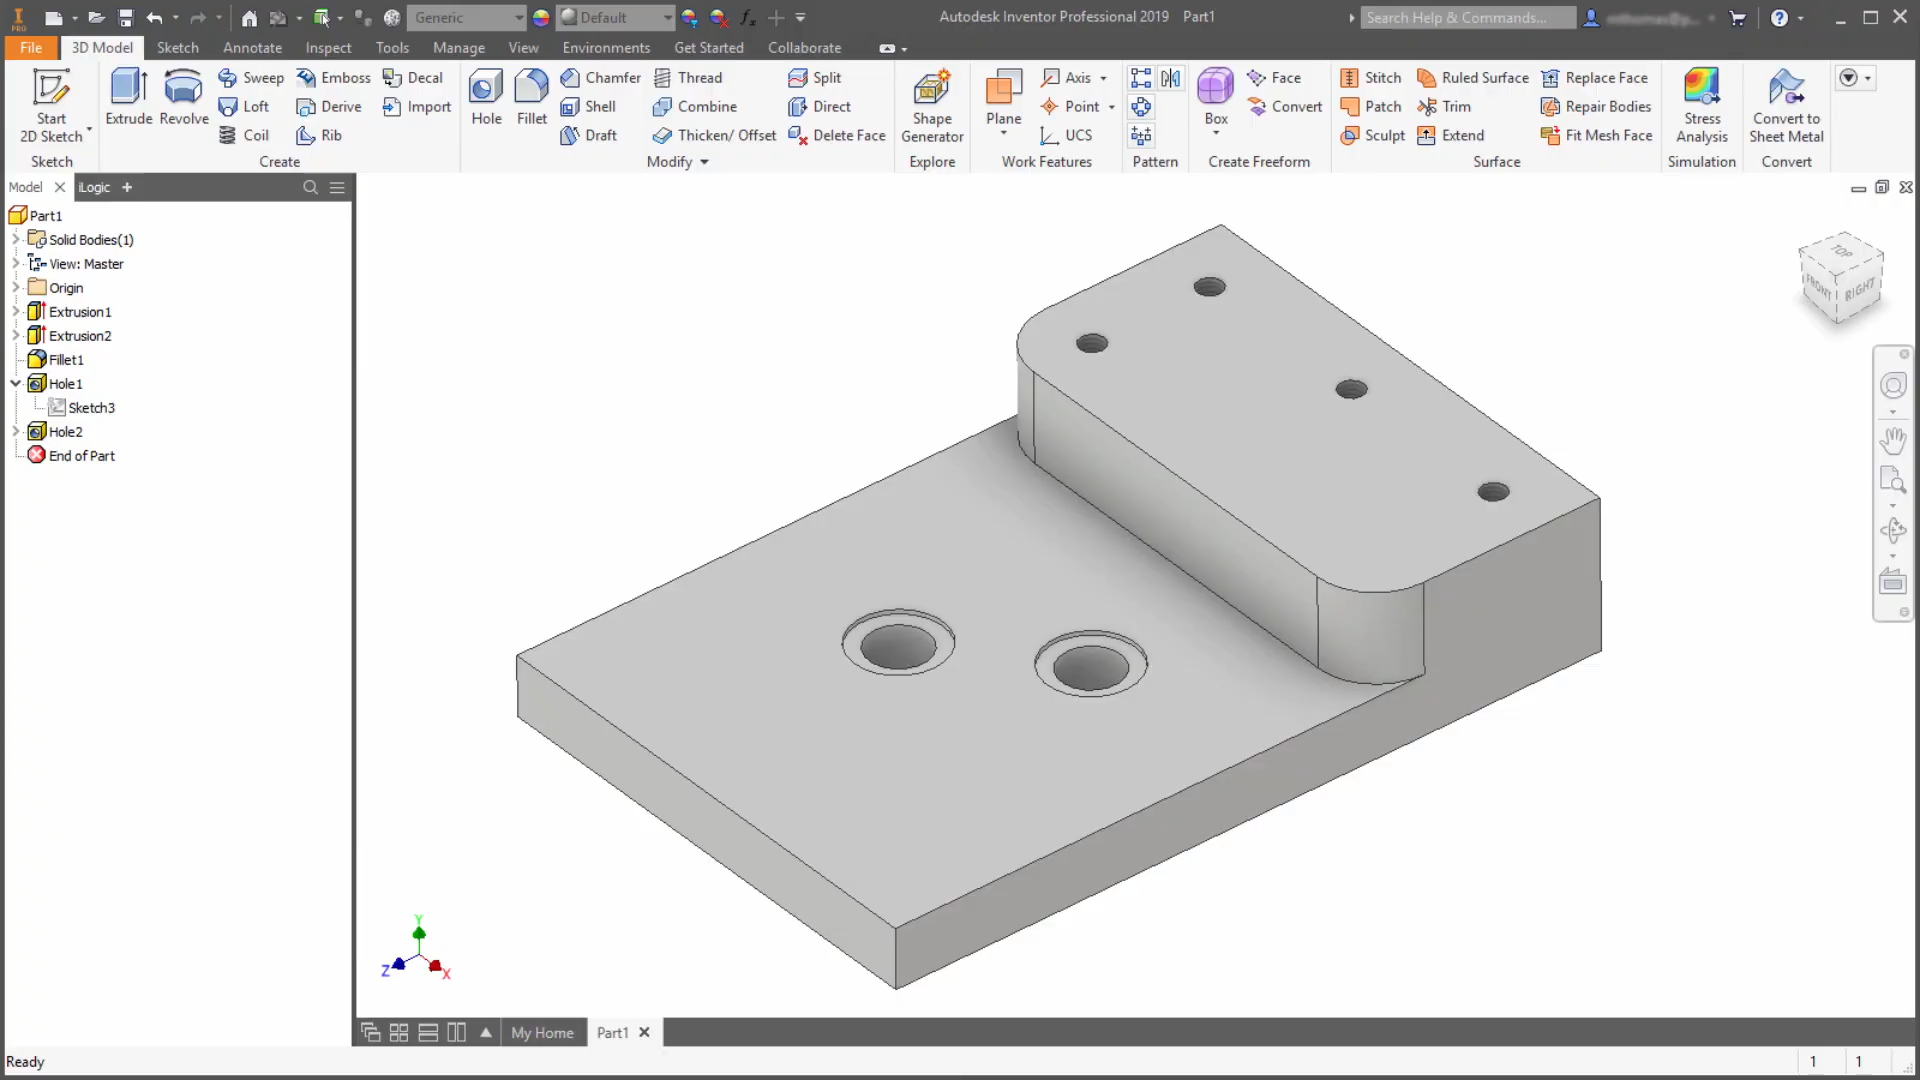 PRO
Generic
Default
Autodesk Inventor Professional 2019 Part1
Search Help & Commands...
File
3D Model
Sketch
Annotate
Inspect
Tools
Manage
View
Environments
Get Started
Collaborate
Start
2D Sketch
Sketch
Extrude
Revolve
Sweep
Emboss
Decal
Loft
Derive
Import
Coil
Rib
Create
Hole
Fillet
Chamfer
Thread
Split
Shell
Combine
Direct
Draft
Thicken/ Offset
Delete Face
Modify
Shape
Generator
Explore
Plane
Axis
Point
UCS
Work Features
Pattern
Box
Face
Convert
Create Freeform
Stitch
Ruled Surface
Replace Face
Patch
Trim
Repair Bodies
Sculpt
Extend
Fit Mesh Face
Surface
Stress
Analysis
Simulation
Convert to
Sheet Metal
Convert
Model
iLogic
Part1
Solid Bodies(1)
View: Master
Origin
Extrusion1
Extrusion2
Fillet1
Hole1
Sketch3
Hole2
End of Part
TOP
FRONT
RIGHT
Y
Z
X
My Home
Part1
Ready
1
1